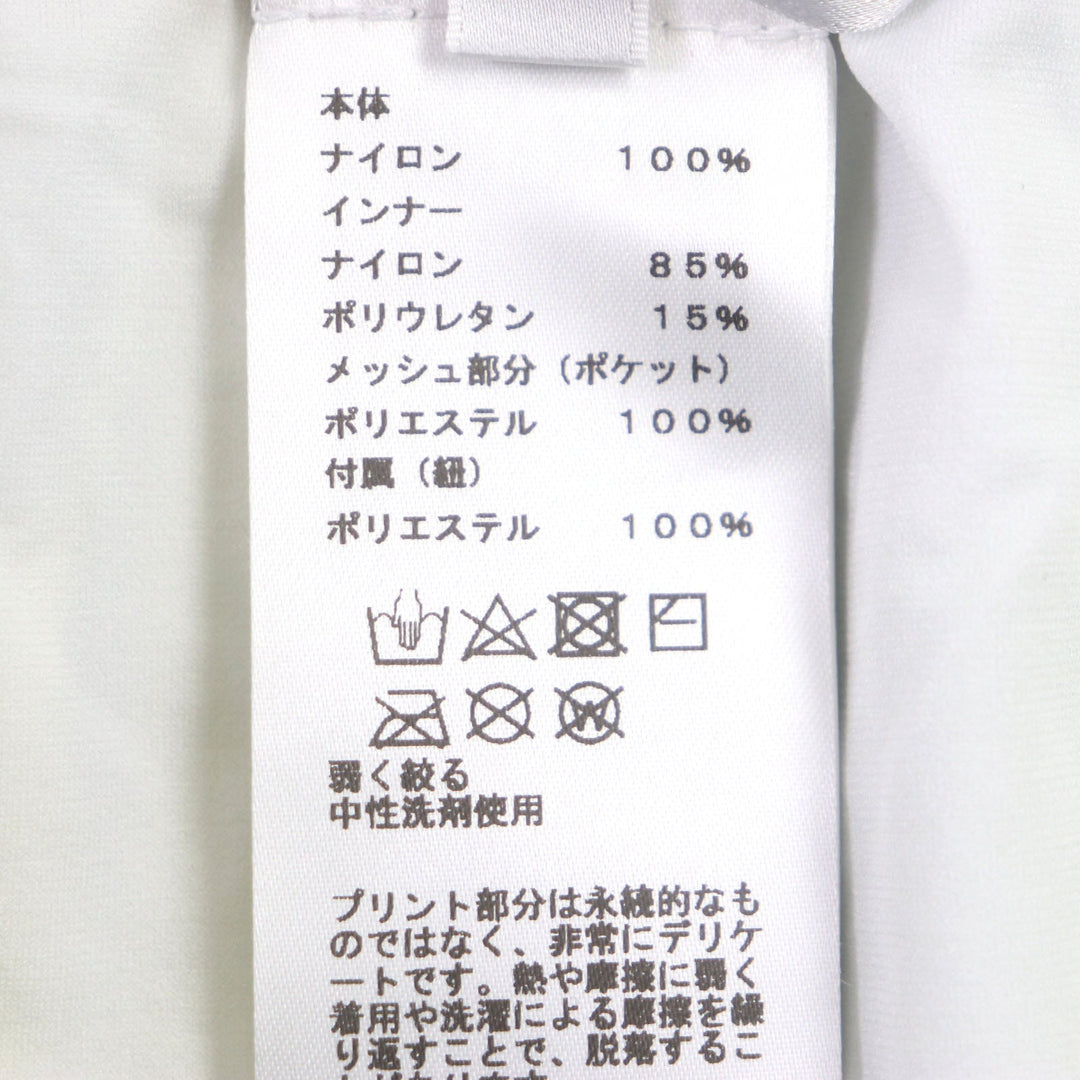 本体
ナイロン 100%
インナー
ナイロン 85%
ポリウレタン 15%
メッシュ部分（ポケット）
ポリエステル 100%
付属（紐）
ポリエステル 100%
W
弱く絞る
中性洗剤使用
プリント部分は永続的なも
のではなく、非常にデリケ
ートです。熱や摩擦に弱く
着用や洗濯による摩擦を繰
り返すことで、脱落するこ